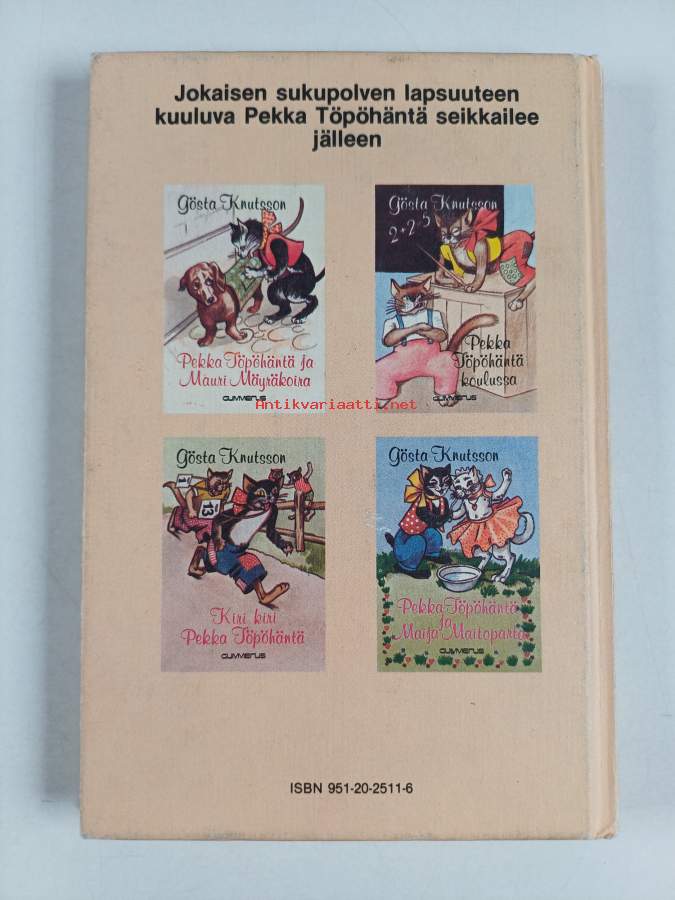 Jokaisen sukupolven lapsuuteen
kuuluva Pekka Töpöhäntä seikkailee
jälleen
Gösta Knutsson
Pekka Töpöhäntä ja
Mauri Mäyräkoira
GUMMERUS
Gösta Knutsson
2+2=5
Pekka
Töpöhäntä
koulussa
GUMMERUS
Antikvariaatti.net
Gösta Knutsson
13
Kiri kiri
Pekka Töpöhäntä
GUMMERUS
Gösta Knutsson
Pekka Töpöhäntä
ja
Maija Maitoparta
GUMMERUS
ISBN 951-20-2511-6